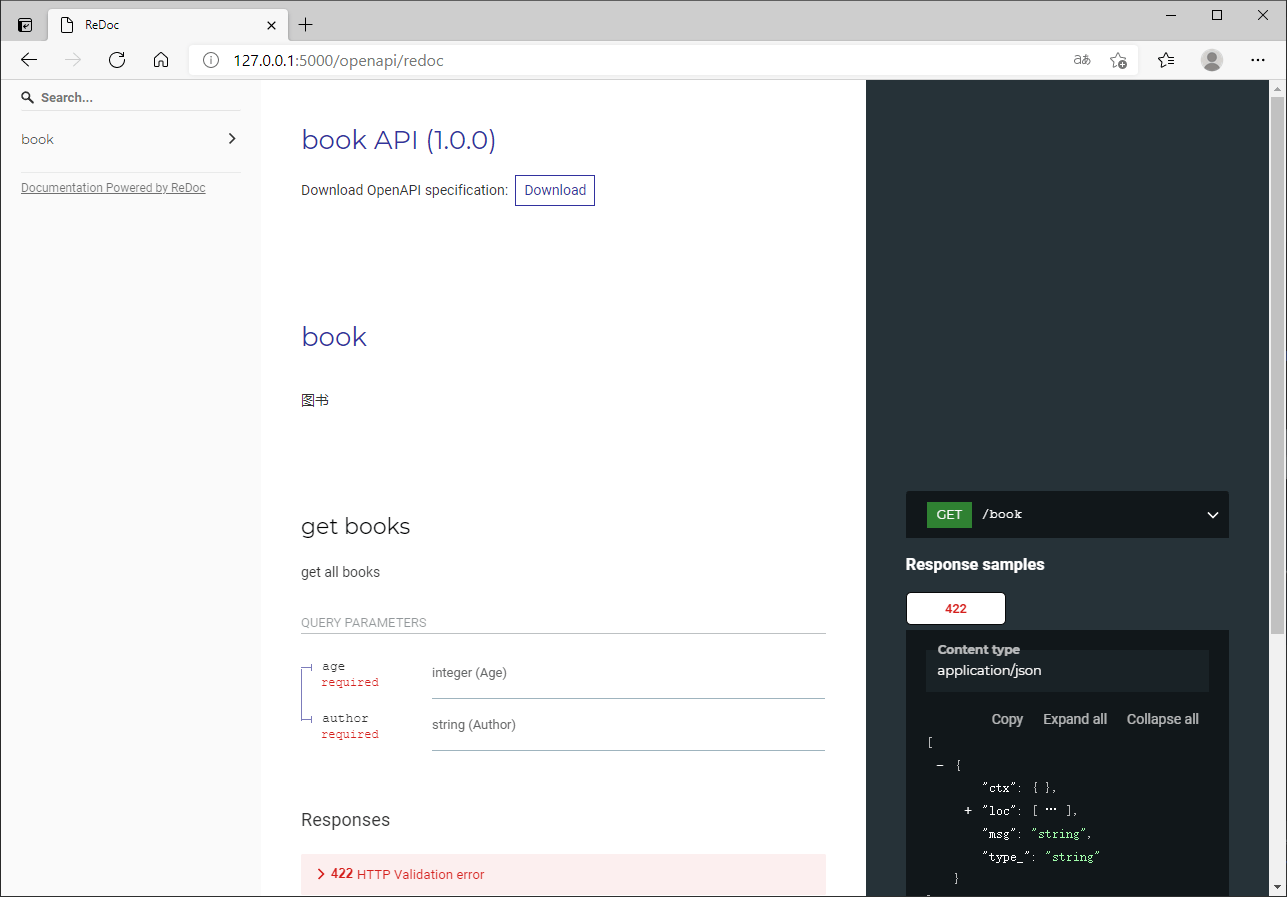 ReDoc
127.0.0.1:5000/openapi/redoc
aあ
Search...
book
Documentation Powered by ReDoc
book API (1.0.0)
Download OpenAPI specification: Download
book
图书
get books
get all books
QUERY PARAMETERS
age
required
integer (Age)
author
required
string (Author)
Responses
422 HTTP Validation error
GET /book
Response samples
422
Content type
application/json
Copy Expand all Collapse all
[
- {
"ctx": { },
+ "loc": [ ... ],
"msg": "string",
"type_": "string"
}